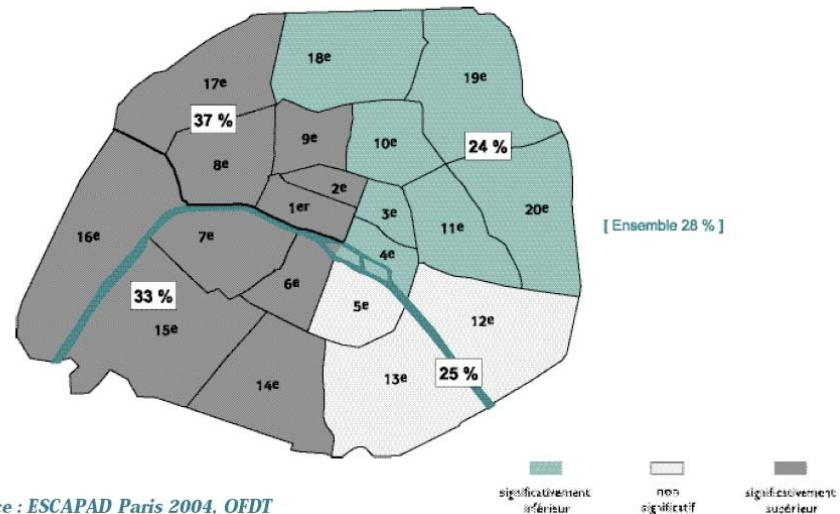 18e
19e
17e
37 %
9e
10e
24 %
8e
2e
1er
3e
20e
11e
[ Ensemble 28 % ]
16e
7e
4e
6e
5e
33 %
15e
12e
25 %
13e
14e
significativement
inférieur
non
significatif
significativement
supérieur
ce : ESCAPAD Paris 2004, OFDT